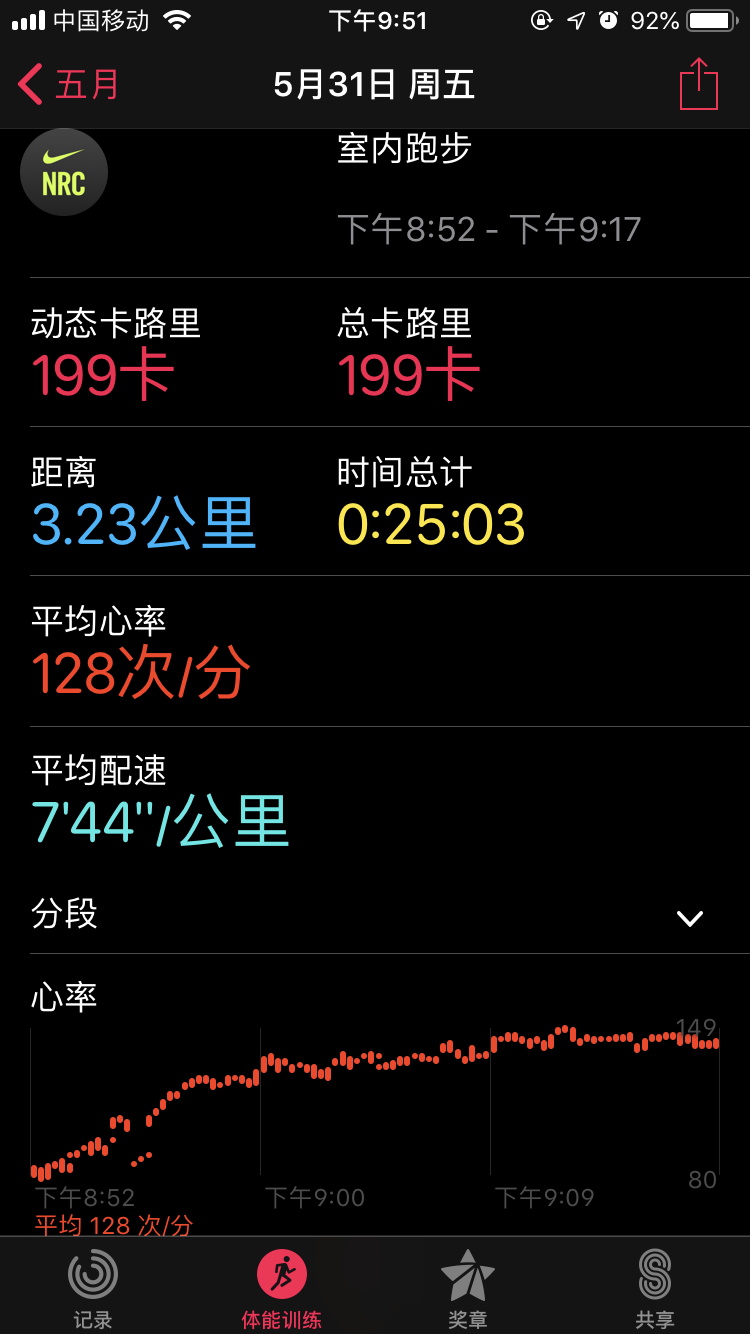 中国移动 下午9:51 92%
五月 5月31日 周五
NRC
室内跑步
下午8:52 - 下午9:17
动态卡路里 总卡路里
199卡 199卡
距离 时间总计
3.23公里 0:25:03
平均心率
128次/分
平均配速
7'44''/公里
分段
心率
149
80
下午8:52 下午9:00 下午9:09
平均 128 次/分
记录 体能训练 奖章 共享